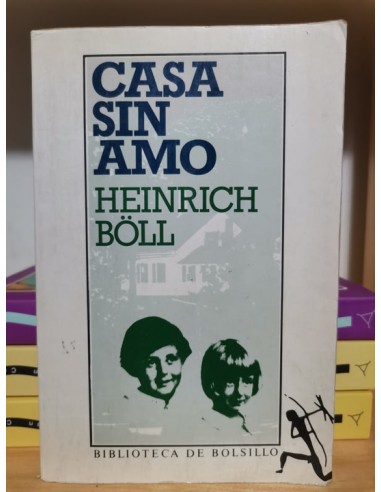 CASA
SIN
AMO
HEINRICH
BÖLL
BIBLIOTECA DE BOLSILLO